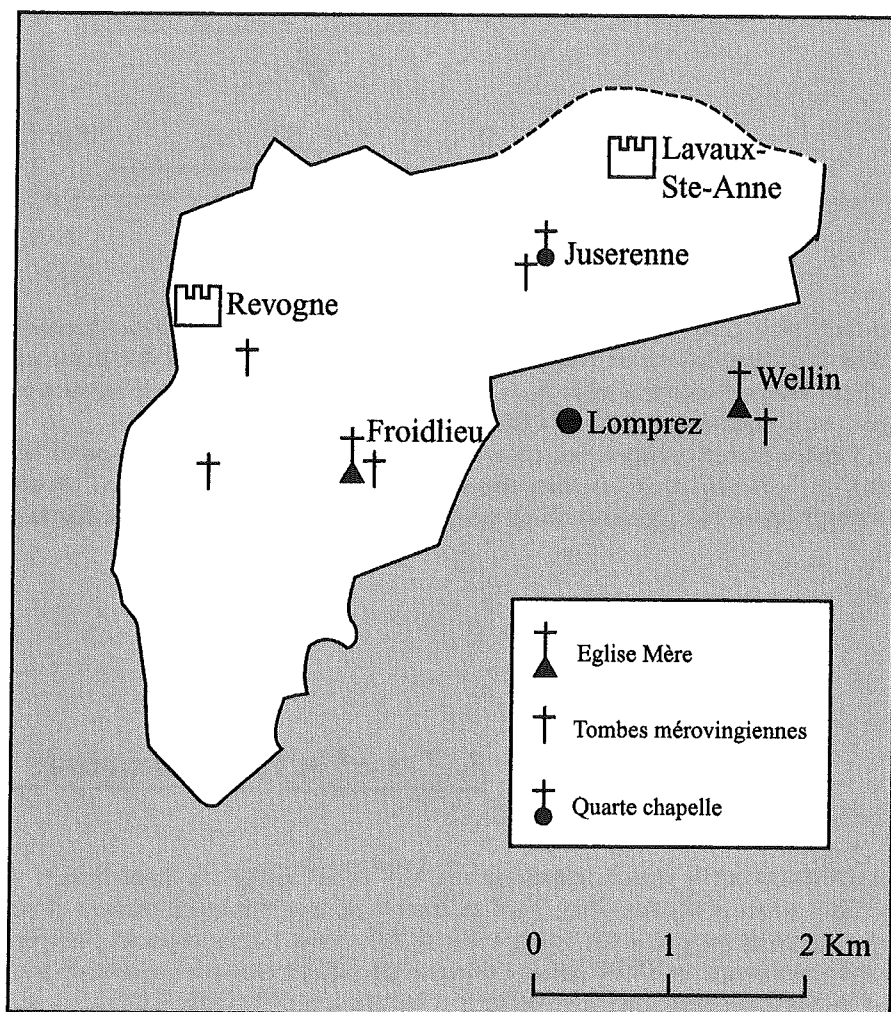 Lavaux-
Ste-Anne
Juserenne
Revogne
Wellin
Lomprez
Froidlieu
Eglise Mère
Tombes mérovingiennes
Quarte chapelle
0 1 2 Km